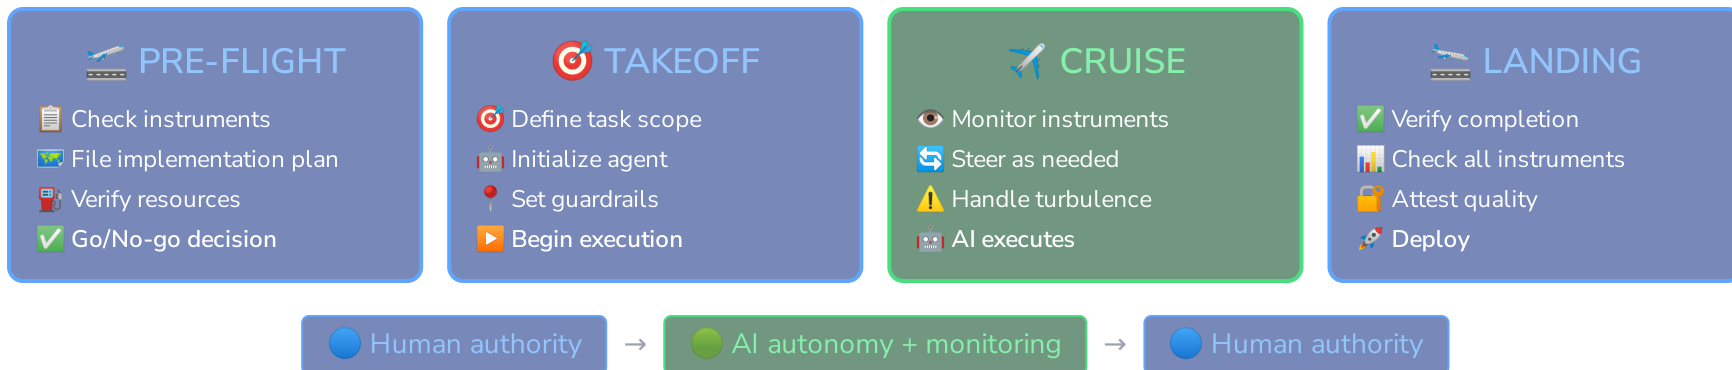 PRE-FLIGHT
Check instruments
File implementation plan
Verify resources
Go/No-go decision
TAKEOFF
Define task scope
Initialize agent
Set guardrails
Begin execution
CRUISE
Monitor instruments
Steer as needed
Handle turbulence
AI executes
LANDING
Verify completion
Check all instruments
Attest quality
Deploy
Human authority → AI autonomy + monitoring → Human authority